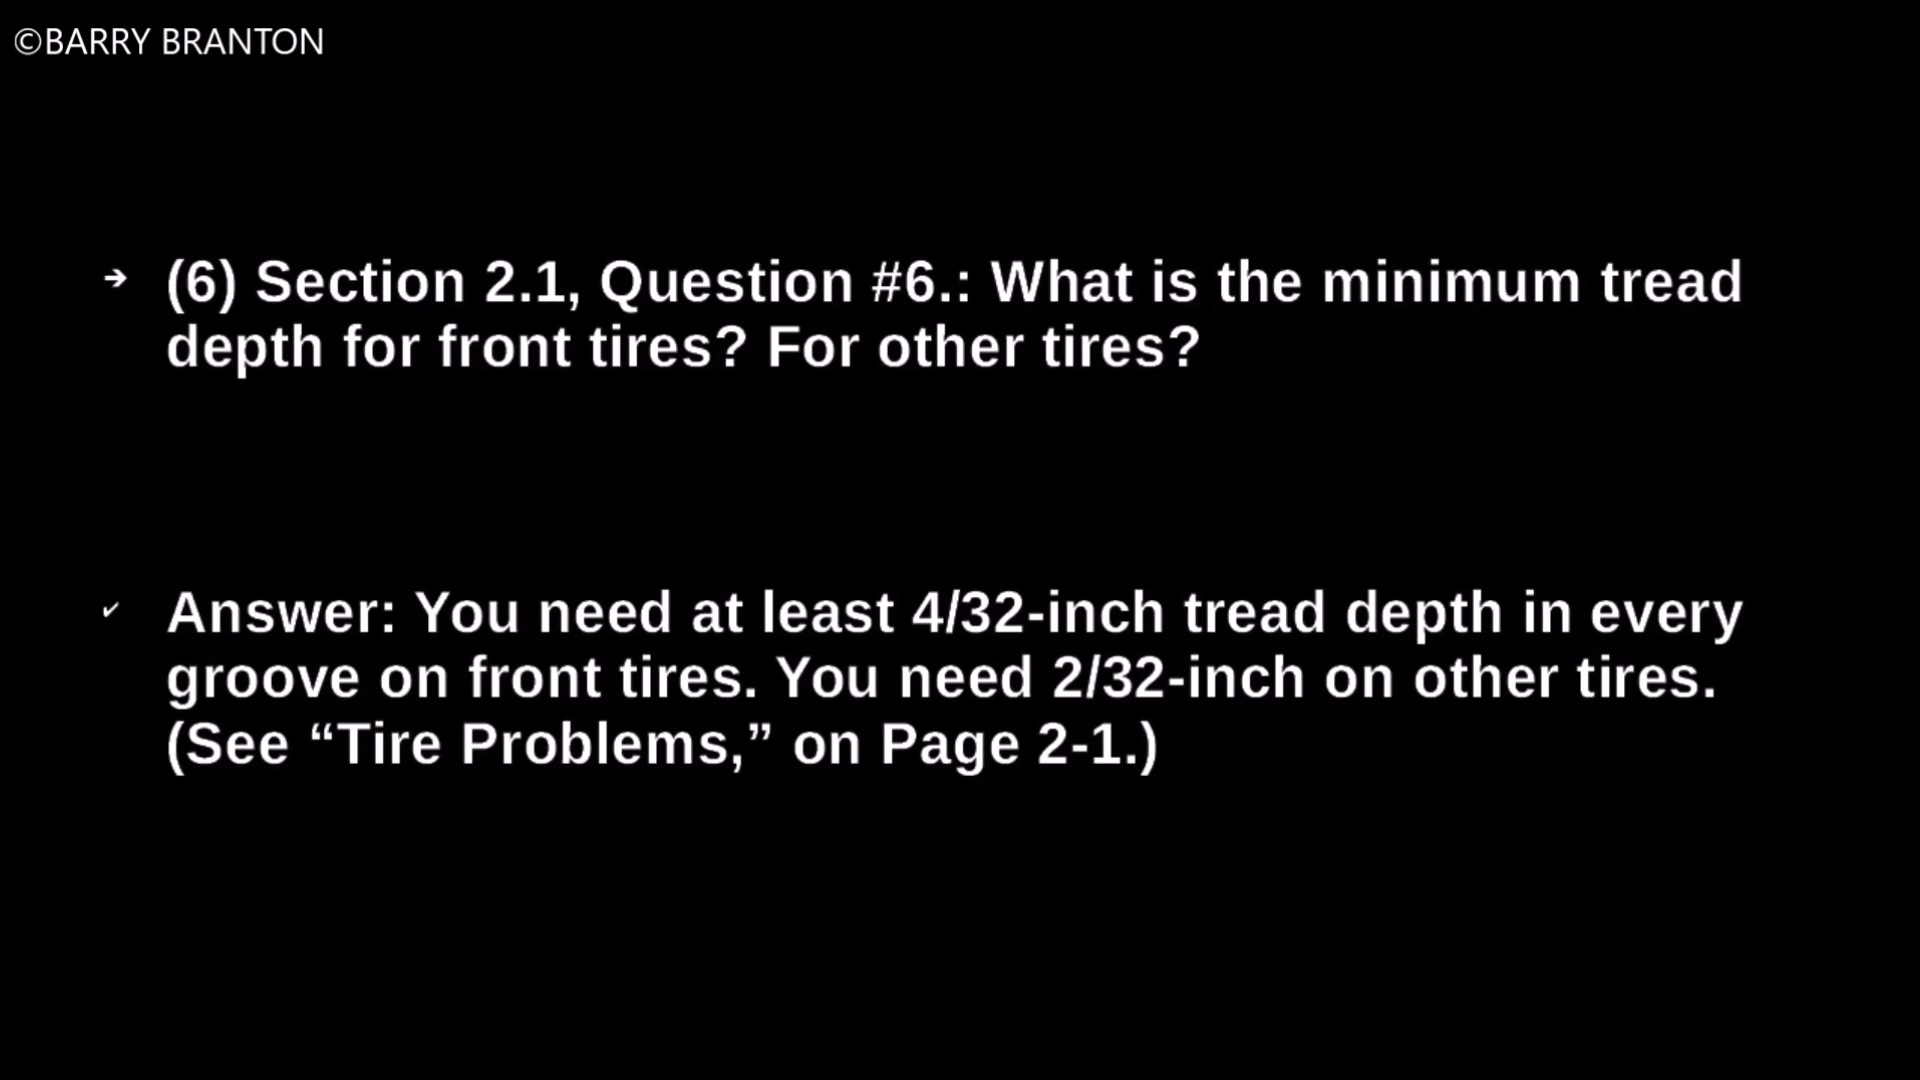 ©BARRY BRANTON
➔ (6) Section 2.1, Question #6.: What is the minimum tread
depth for front tires? For other tires?
✔ Answer: You need at least 4/32-inch tread depth in every
groove on front tires. You need 2/32-inch on other tires.
(See “Tire Problems,” on Page 2-1.)